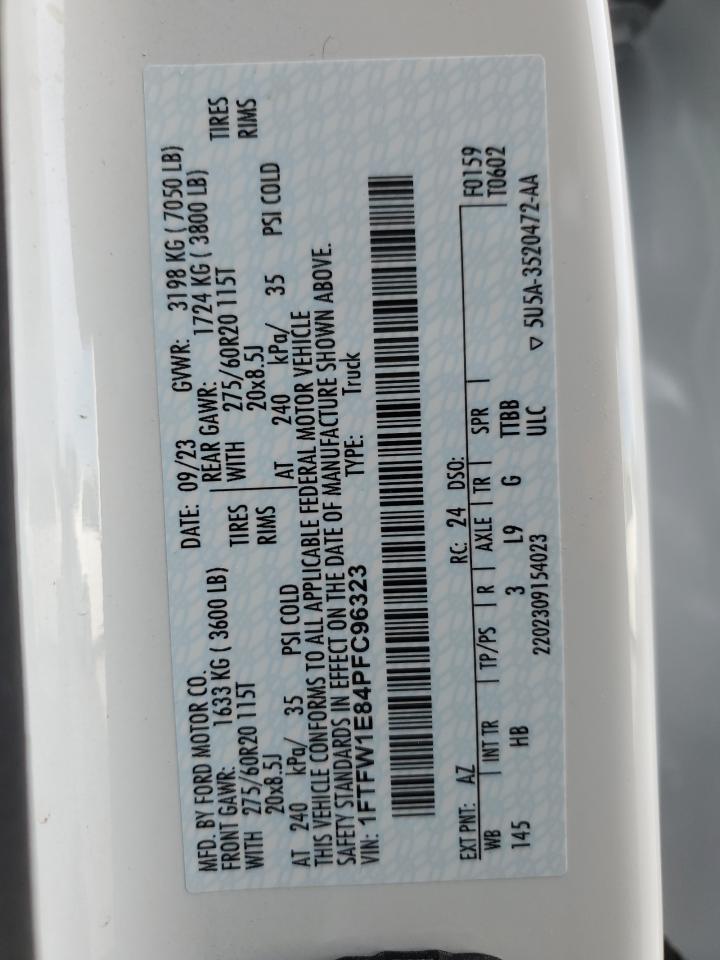 MFD. BY FORD MOTOR CO.
DATE: 09/23 GVWR: 3198 KG ( 7050 LB)
FRONT GAWR: 1633 KG ( 3600 LB)
REAR GAWR: 1724 KG ( 3800 LB)
WITH 275/60R20 115T TIRES
WITH 275/60R20 115T TIRES
20x8.5J RIMS
20x8.5J RIMS
AT 240 kPa/ 35 PSI COLD
AT 240 kPa/ 35 PSI COLD
THIS VEHICLE CONFORMS TO ALL APPLICABLE FEDERAL MOTOR VEHICLE
SAFETY STANDARDS IN EFFECT ON THE DATE OF MANUFACTURE SHOWN ABOVE.
VIN: 1FTFW1E84PFC96323 TYPE: Truck
EXT PNT: AZ RC: 24 DSO: F0159
WB INT TR TP/PS R AXLE TR SPR T0602
145 HB 3 L9 G TTBB
ULC
2202309154023 ▽ 5U5A-3520472-AA